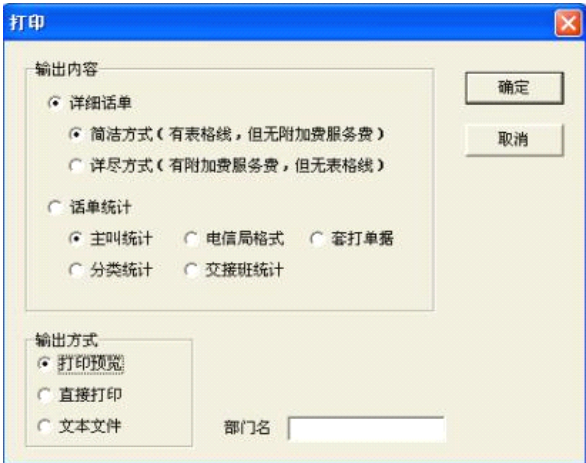 打印
输出内容
详细话单
简洁方式(有表格线,但无附加费服务费)
详尽方式(有附加费服务费,但无表格线)
话单统计
主叫统计 电信局格式 套打单据
分类统计 交接班统计
确定
取消
输出方式
打印预览
直接打印
文本文件
部门名